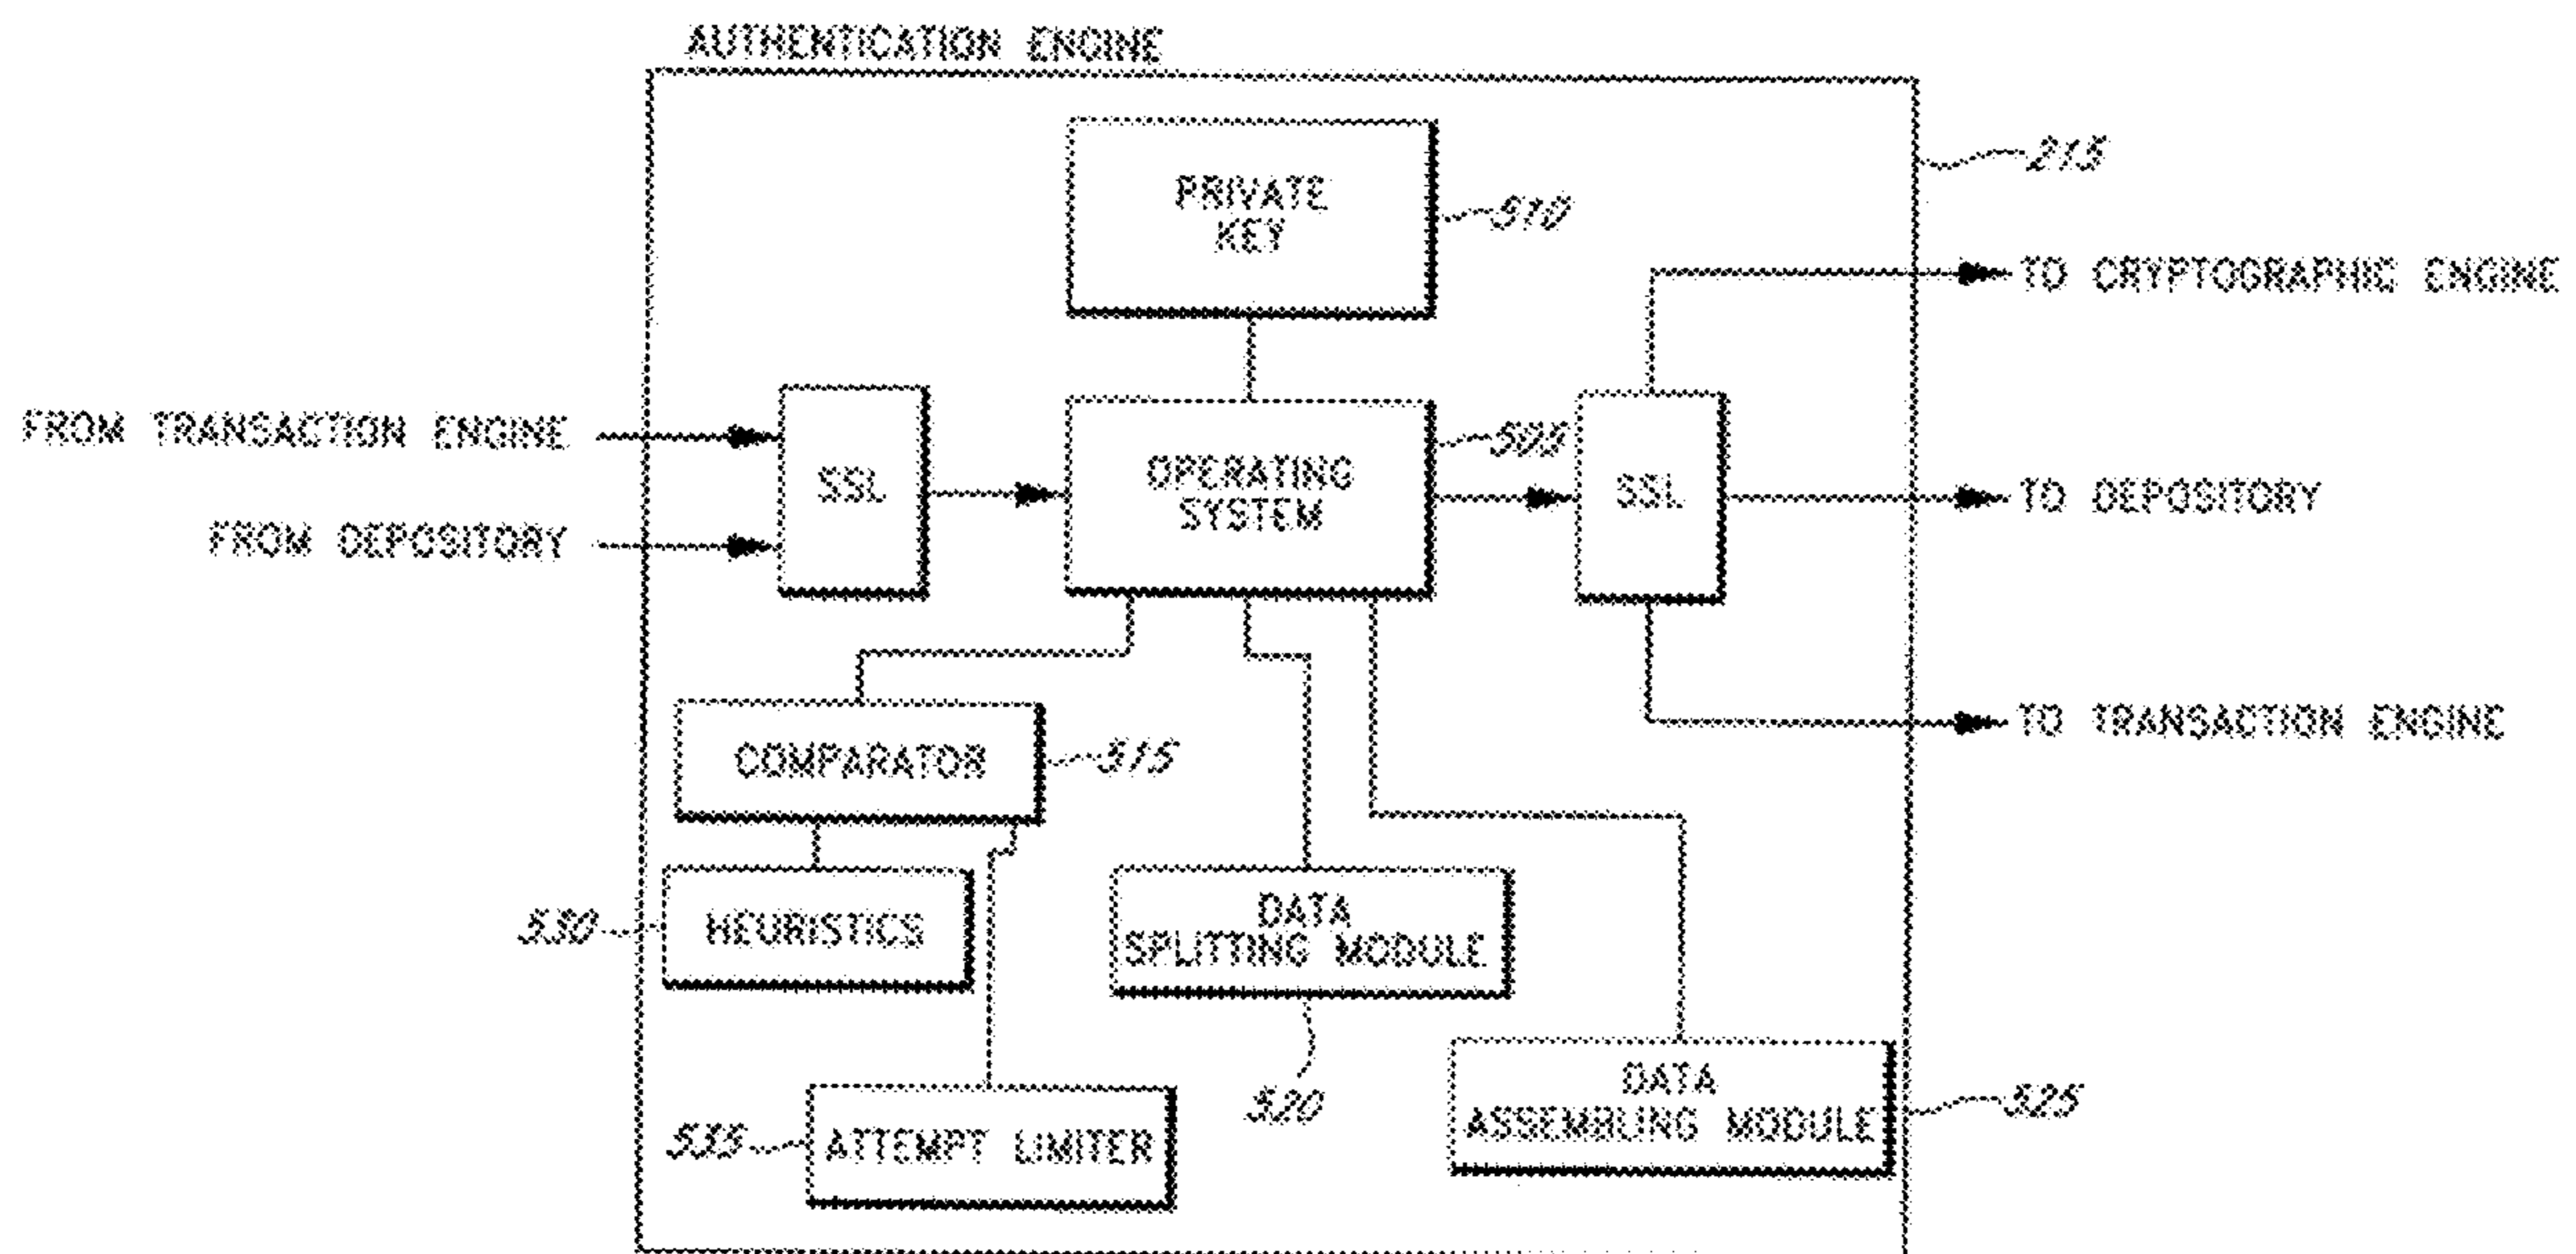 AUTHENTICATION ENGINE
215
PRIVATE
KEY
510
TO CRYPTOGRAPHIC ENGINE
FROM TRANSACTION ENGINE
505
SSL
OPERATING
SYSTEM
SSL
TO DEPOSITORY
FROM DEPOSITORY
TO TRANSACTION ENGINE
COMPARATOR
515
530
HEURISTICS
DATA
SPLITTING MODULE
520
DATA
ASSEMBLING MODULE
525
535
ATTEMPT LIMITER